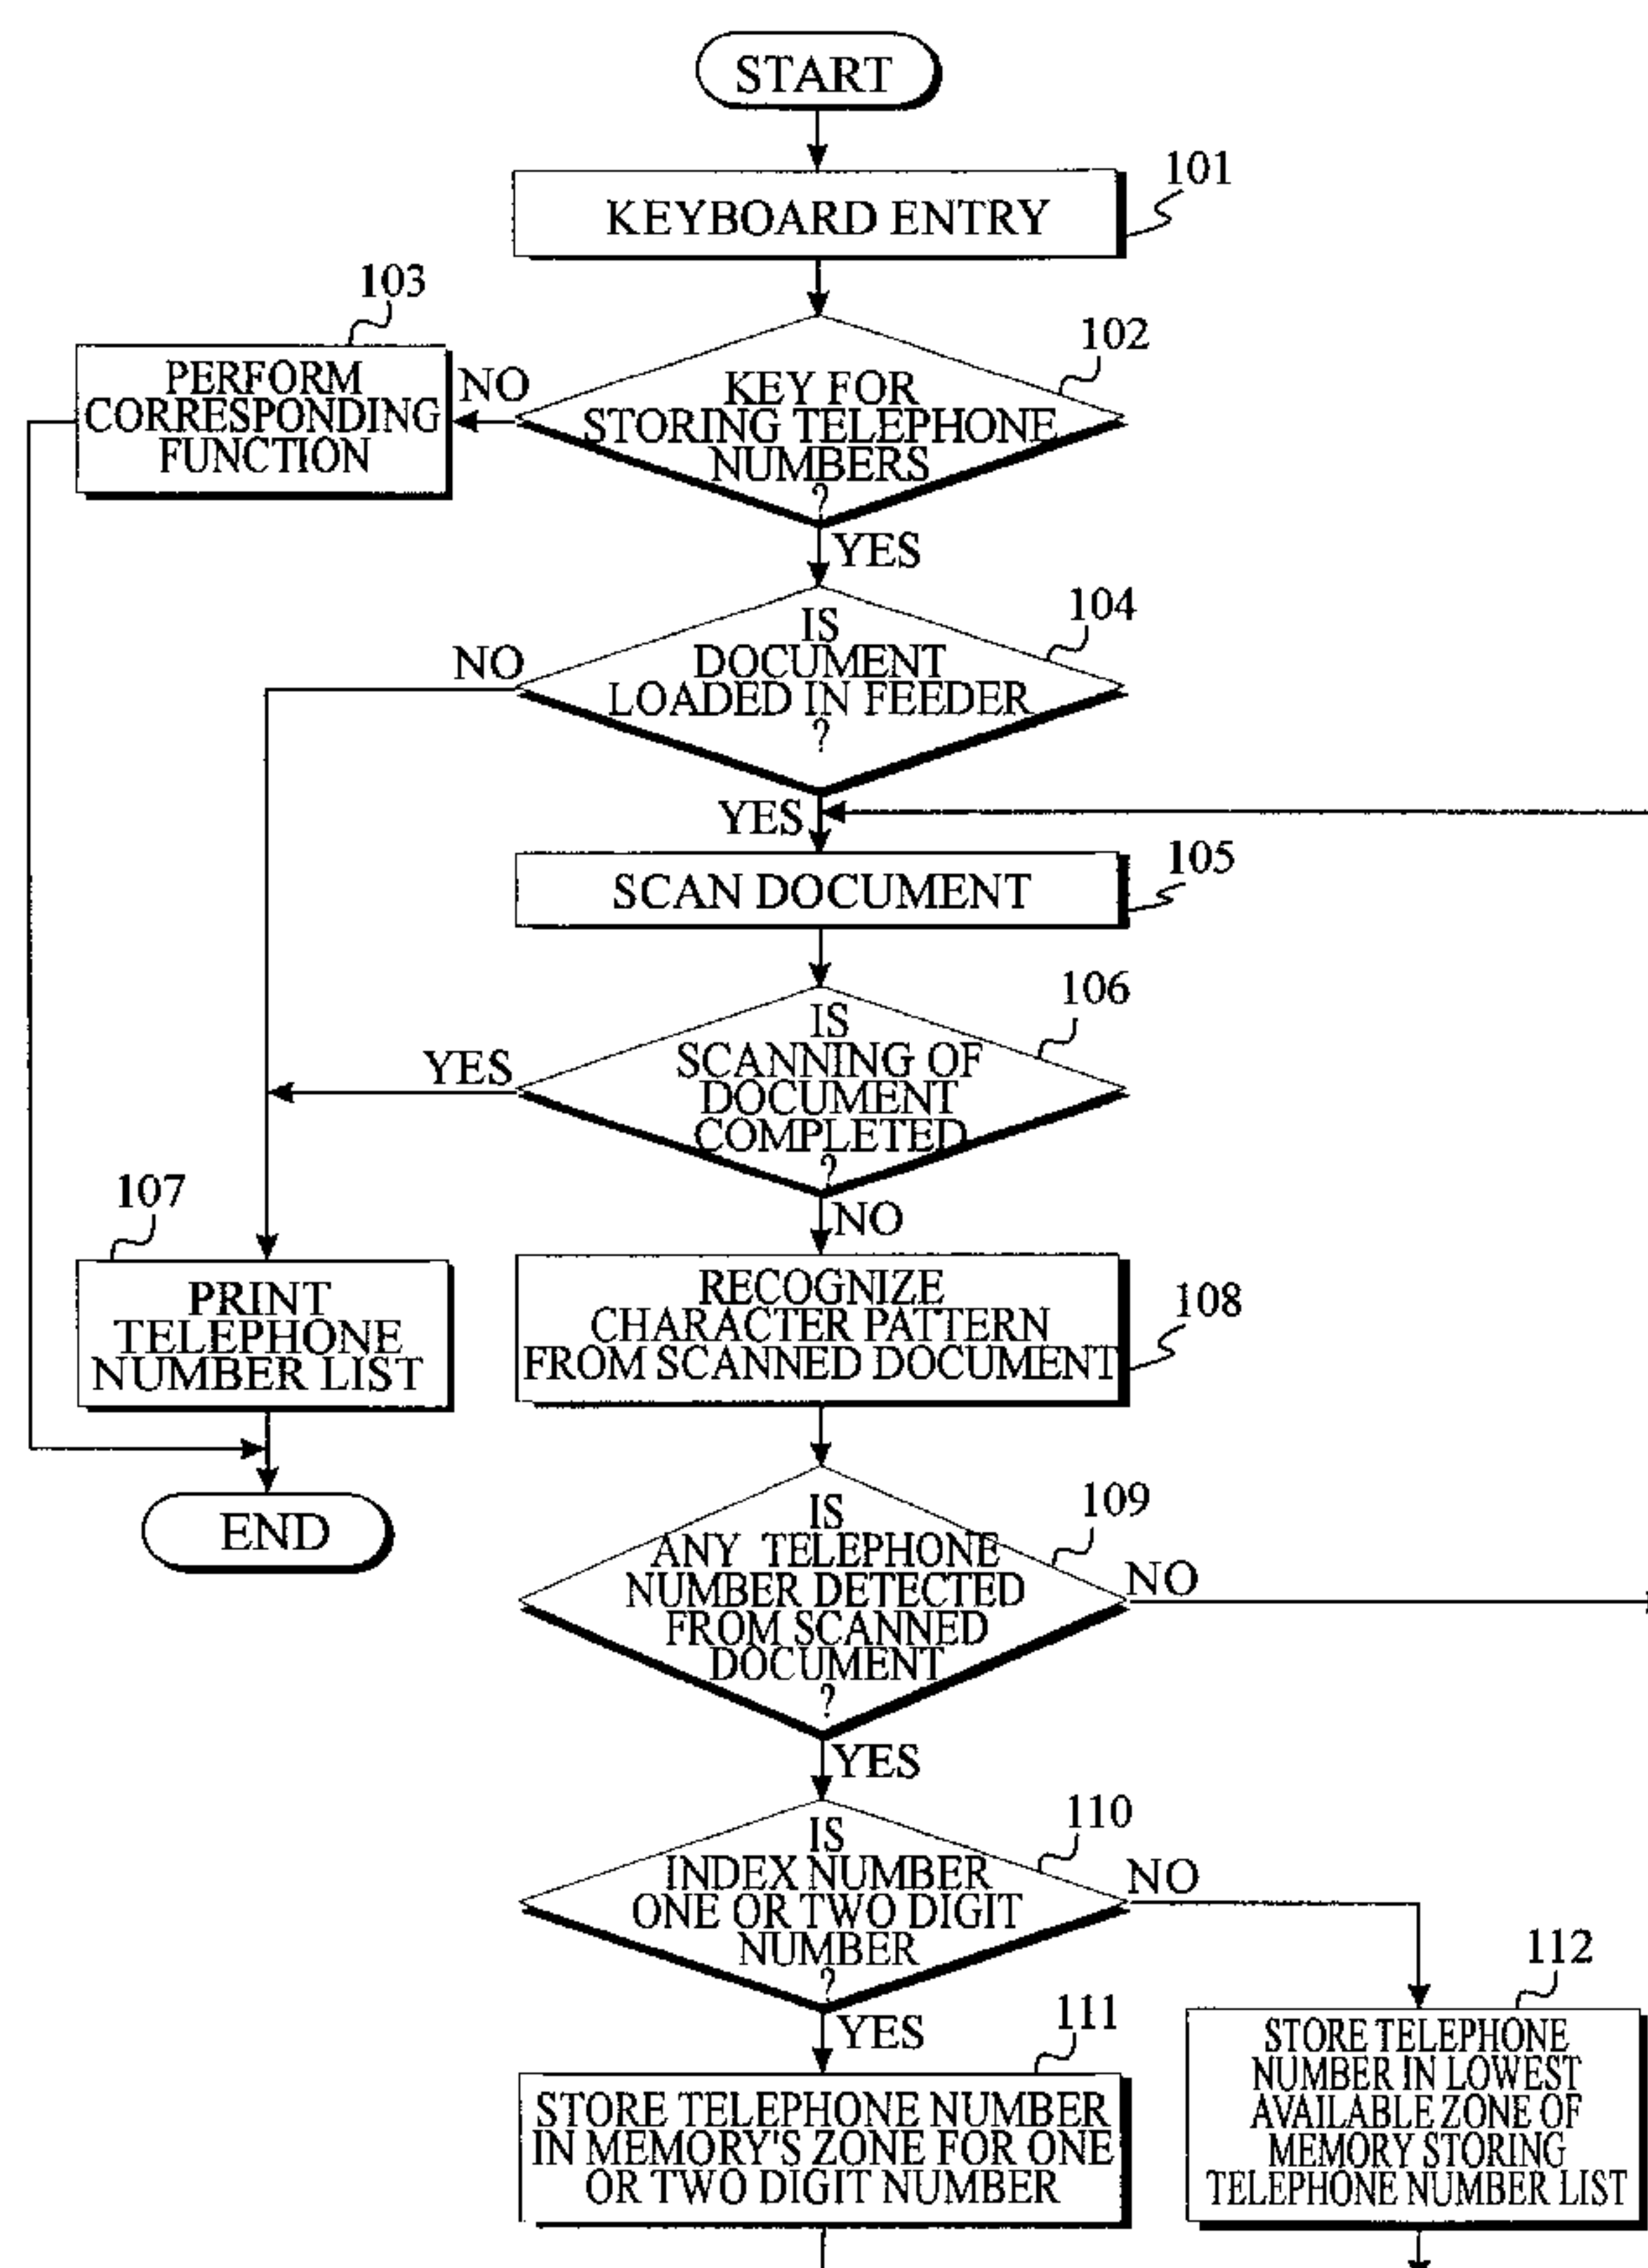 START
101
KEYBOARD ENTRY
103
102
PERFORM
CORRESPONDING
FUNCTION
NO
KEY FOR
STORING TELEPHONE
NUMBERS
?
YES
104
IS
DOCUMENT
LOADED IN FEEDER
?
NO
YES
105
SCAN DOCUMENT
106
IS
SCANNING OF
DOCUMENT
COMPLETED
?
YES
NO
107
PRINT
TELEPHONE
NUMBER LIST
108
RECOGNIZE
CHARACTER PATTERN
FROM SCANNED DOCUMENT
END
109
IS
ANY TELEPHONE
NUMBER DETECTED
FROM SCANNED
DOCUMENT
?
NO
YES
110
IS
INDEX NUMBER
ONE OR TWO DIGIT
NUMBER
?
NO
YES
111
STORE TELEPHONE NUMBER
IN MEMORY'S ZONE FOR ONE
OR TWO DIGIT NUMBER
112
STORE TELEPHONE
NUMBER IN LOWEST
AVAILABLE ZONE OF
MEMORY STORING
TELEPHONE NUMBER LIST